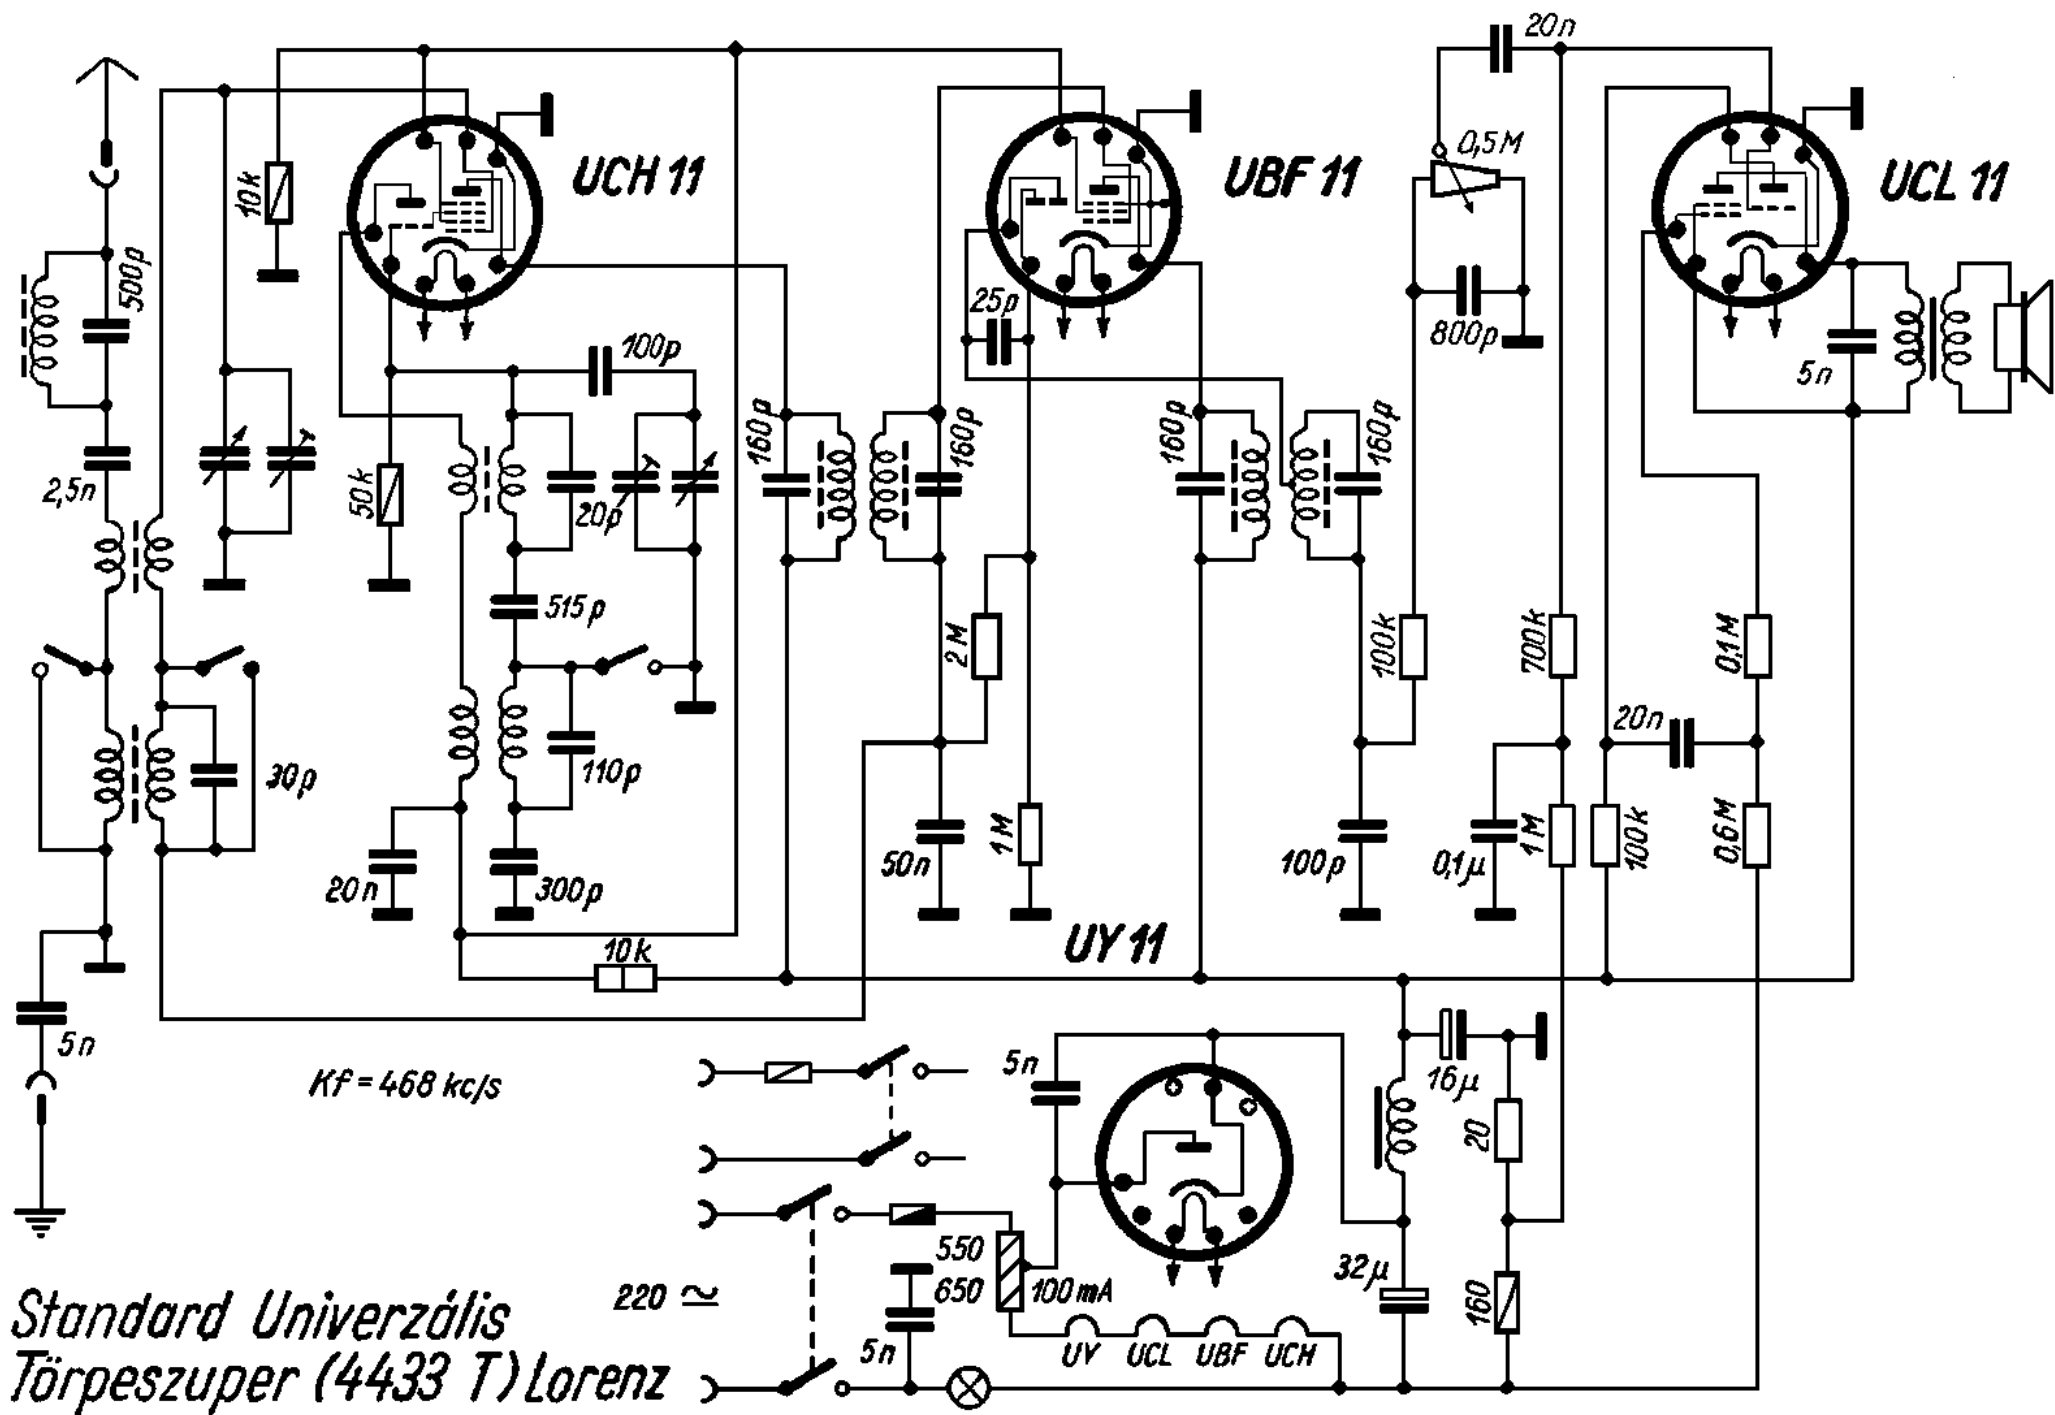 20n
0,5M
UCH 11
UBF 11
UCL 11
10k
500p
25p
800p
100p
5n
160p
160p
160p
160p
2,5n
50k
20p
515p
2M
100k
700k
0,1M
20n
30p
110p
1M
50n
100p
0,1μ
1M
100k
0,6M
20n
300p
UY 11
10k
5n
Kf = 468 kc/s
5n
16μ
20
550
650
100mA
32μ
160
220 ≂
5n
UY
UCL
UBF
UCH
Standard Univerzális
Törpeszuper (4433 T) Lorenz